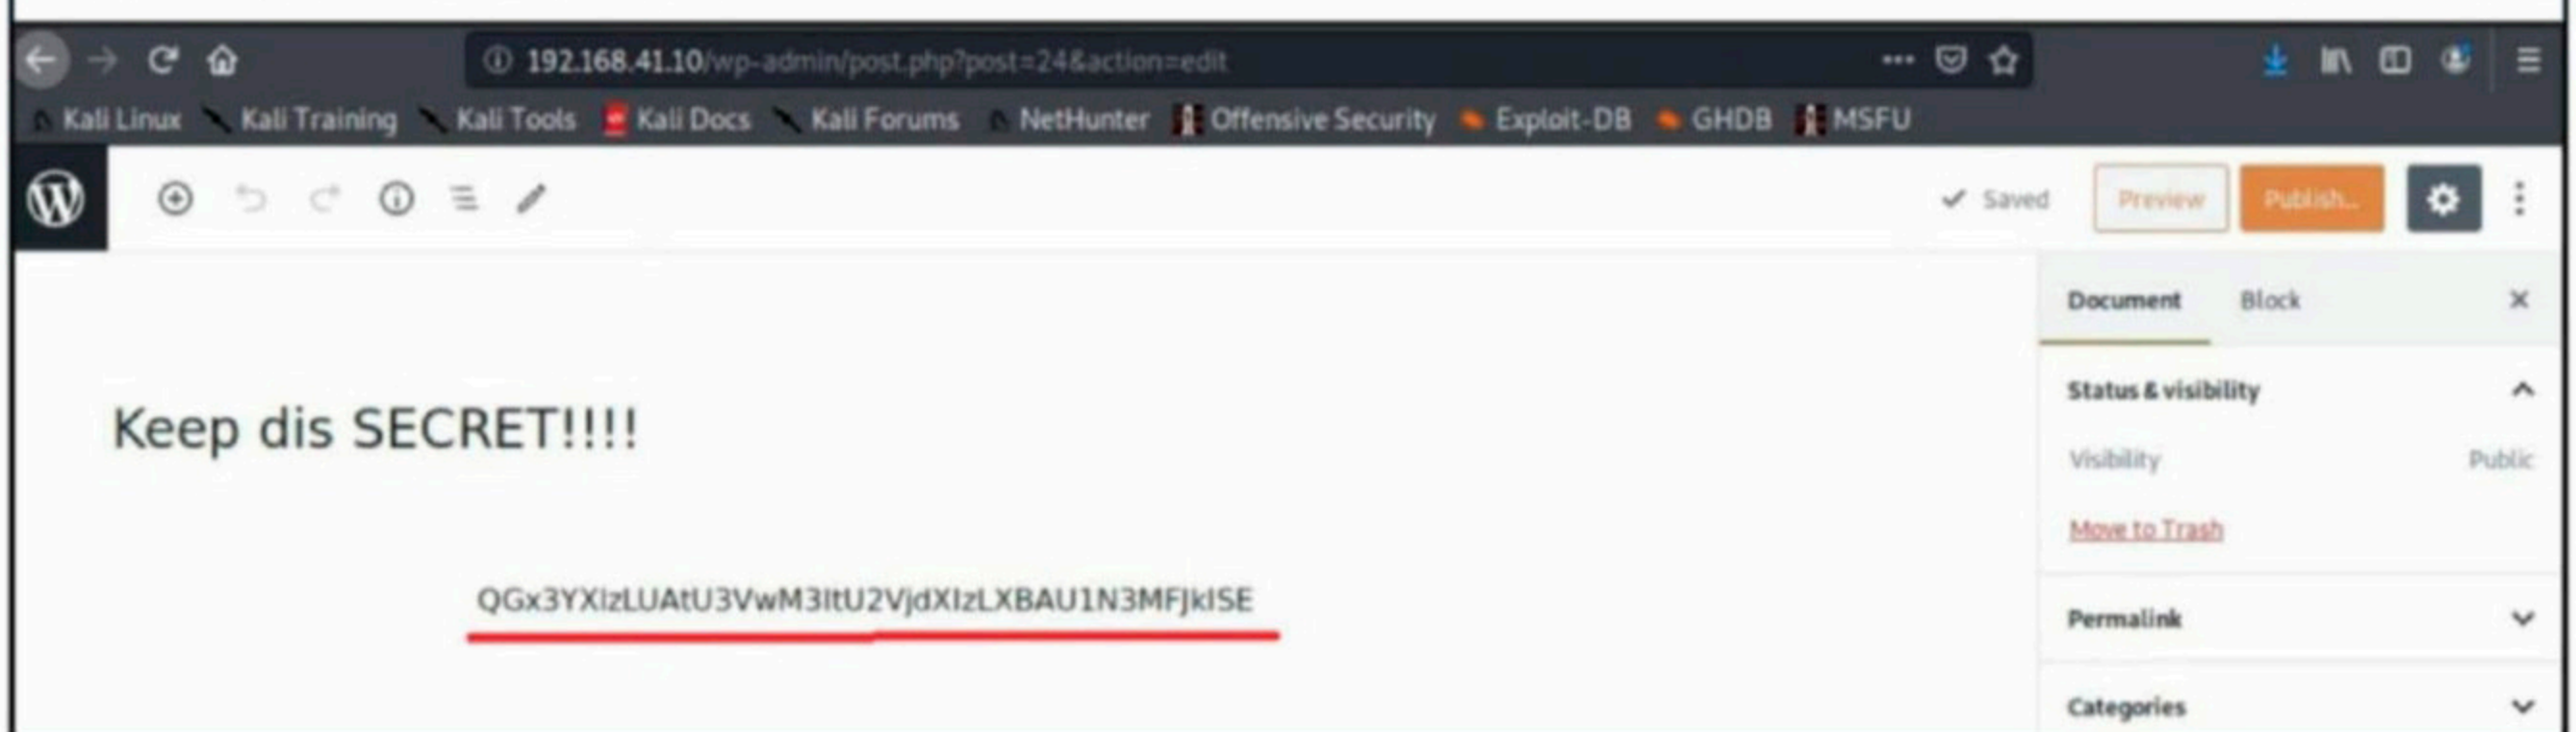 192.168.41.10/wp-admin/post.php?post=24&action=edit
Kali Linux Kali Training Kali Tools Kali Docs Kali Forums NetHunter Offensive Security Exploit-DB GHDB MSFU
Saved Preview Publish...
Document Block
Status & visibility
Keep dis SECRET!!!!
Visibility Public
Move to Trash
QGx3YXlzLUAtU3VwM3ItU2VjdXIzLXBAU1N3MFJkISE
Permalink
Categories